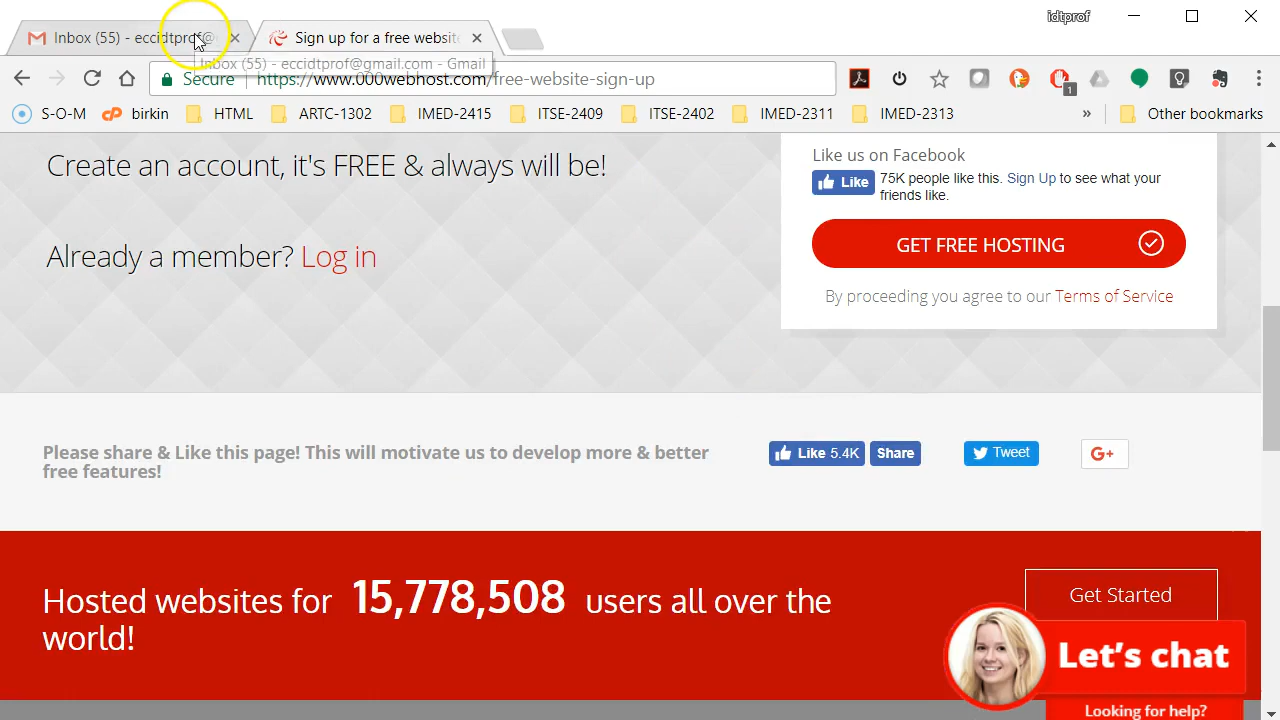 idtprof
Inbox (55) - eccidtprof@
Sign up for a free websit
Inbox (55) - eccidtprof@gmail.com - Gmail
Secure
https://www.000webhost.com/free-website-sign-up
1
S-O-M
birkin
HTML
ARTC-1302
IMED-2415
ITSE-2409
ITSE-2402
IMED-2311
IMED-2313
»
Other bookmarks
Create an account, it's FREE & always will be!
Already a member? Log in
Like us on Facebook
Like
75K people like this. Sign Up to see what your
friends like.
GET FREE HOSTING
By proceeding you agree to our Terms of Service
Please share & Like this page! This will motivate us to develop more & better
free features!
Like 5.4K
Share
Tweet
G+
Hosted websites for 15,778,508 users all over the
world!
Get Started
Let's chat
Looking for help?